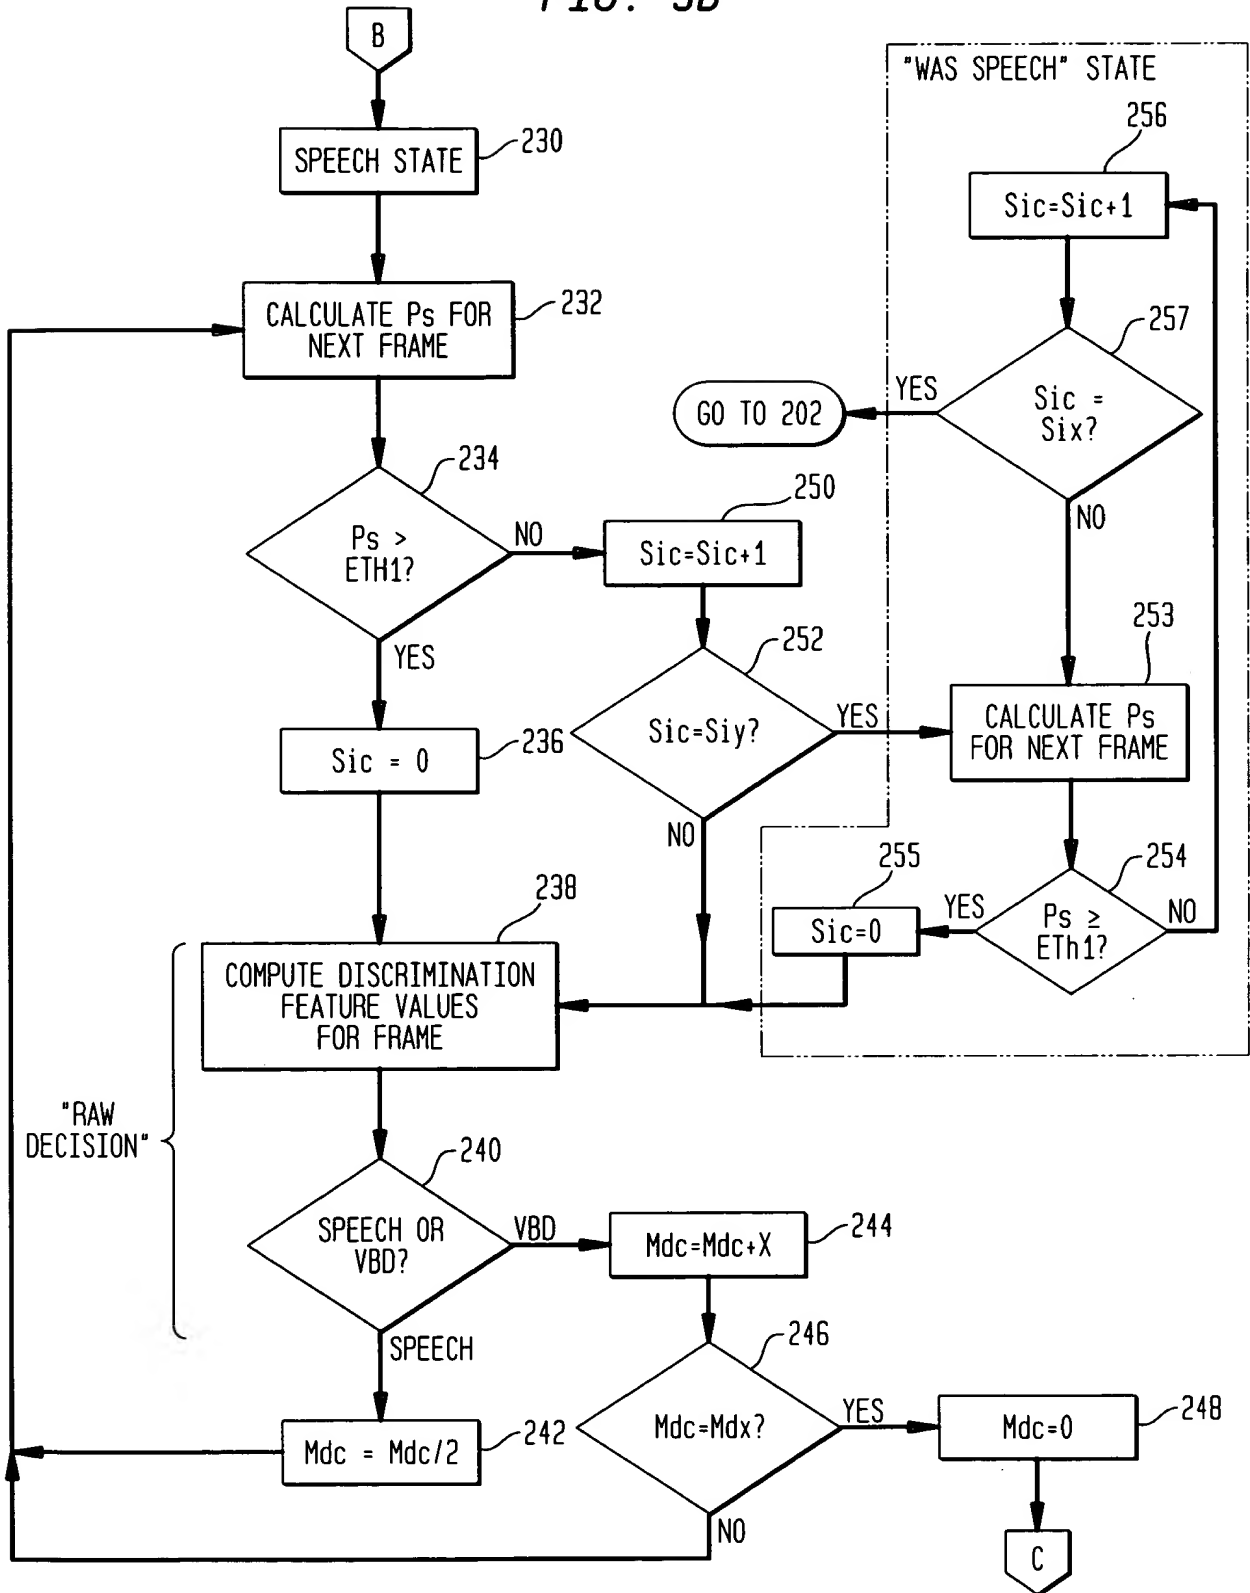 B
"WAS SPEECH" STATE
SPEECH STATE
230
256
Sic=Sic+1
CALCULATE Ps FOR
NEXT FRAME
232
257
Sic =
Six?
YES
GO TO 202
NO
234
Ps >
ETH1?
NO
YES
250
Sic=Sic+1
252
Sic=Siy?
YES
NO
253
CALCULATE Ps
FOR NEXT FRAME
Sic = 0
236
254
Ps ≥
ETh1?
YES
NO
255
Sic=0
238
COMPUTE DISCRIMINATION
FEATURE VALUES
FOR FRAME
"RAW
DECISION"
240
SPEECH OR
VBD?
VBD
SPEECH
Mdc=Mdc+X
244
246
Mdc=Mdx?
YES
NO
Mdc = Mdc/2
242
Mdc=0
248
C